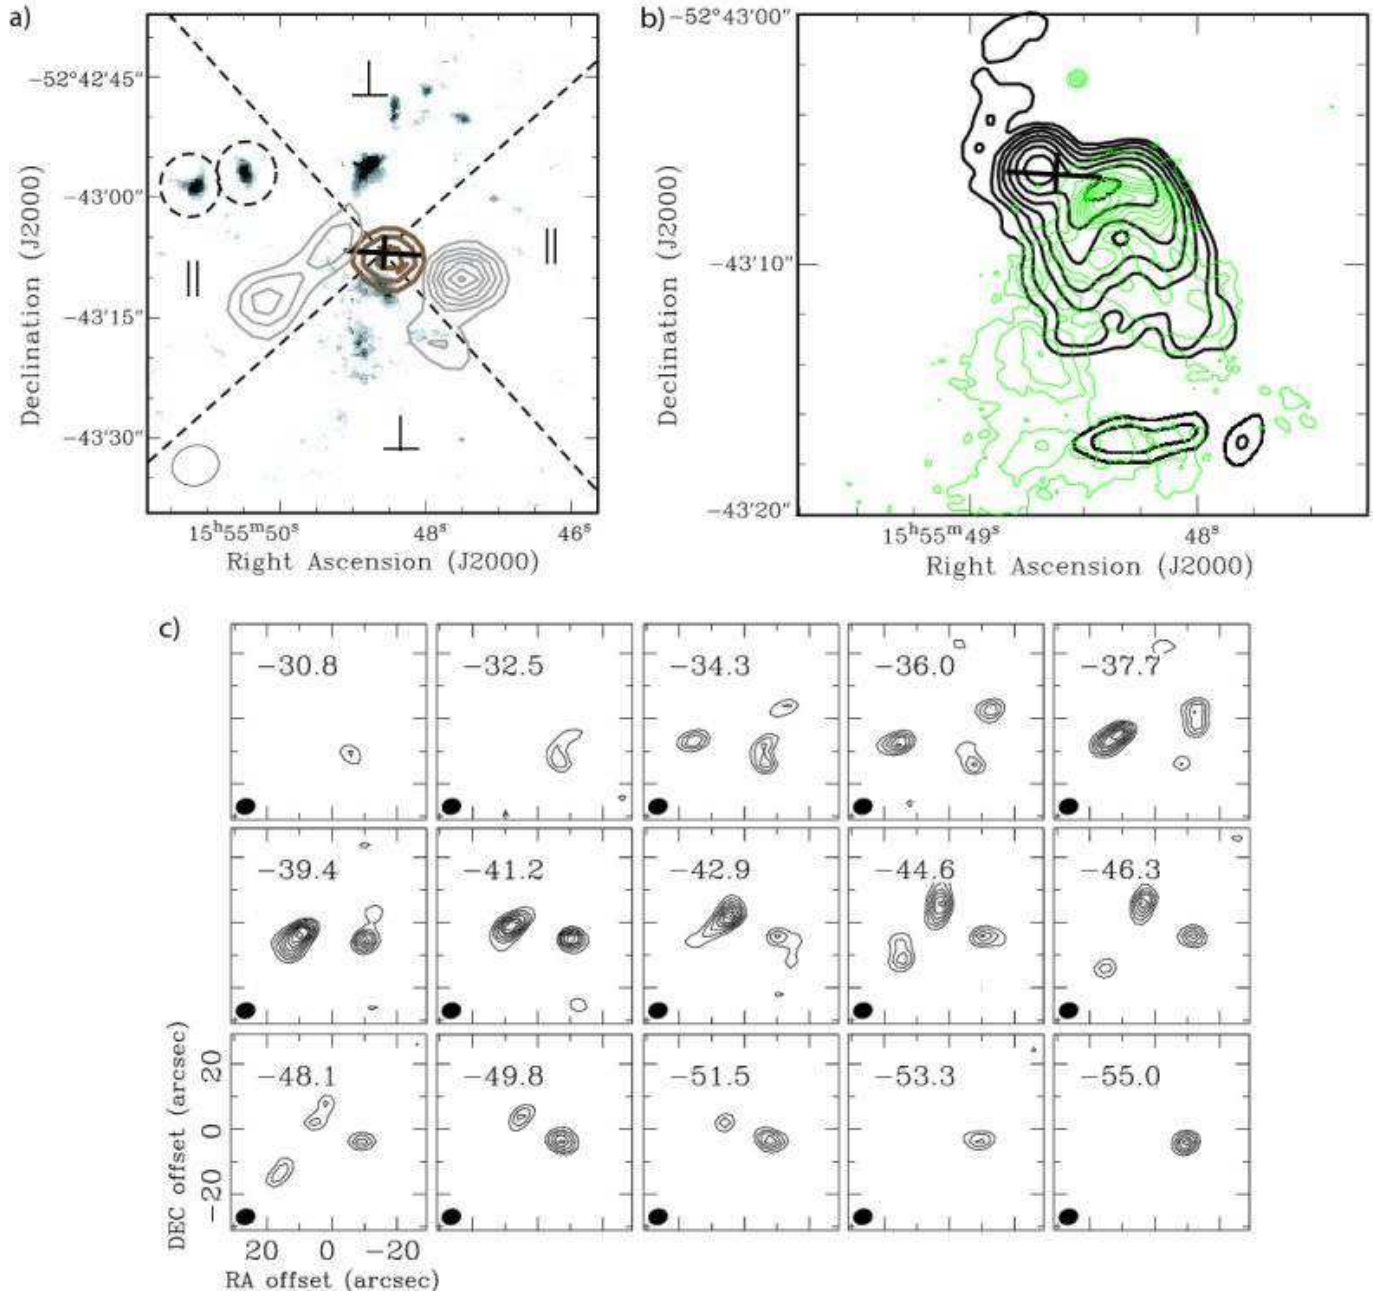 a)
⊥
−52°42′45″
−43′00″
−43′15″
−43′30″
||
||
⊥
Declination (J2000)
15ʰ55ᵐ50ˢ 48ˢ 46ˢ
Right Ascension (J2000)
b)
−52°43′00″
−43′10″
−43′20″
Declination (J2000)
15ʰ55ᵐ49ˢ 48ˢ
Right Ascension (J2000)
c)
−30.8 −32.5 −34.3 −36.0 −37.7
−39.4 −41.2 −42.9 −44.6 −46.3
−48.1 −49.8 −51.5 −53.3 −55.0
DEC offset (arcsec)
20
0
−20
20 0 −20
RA offset (arcsec)